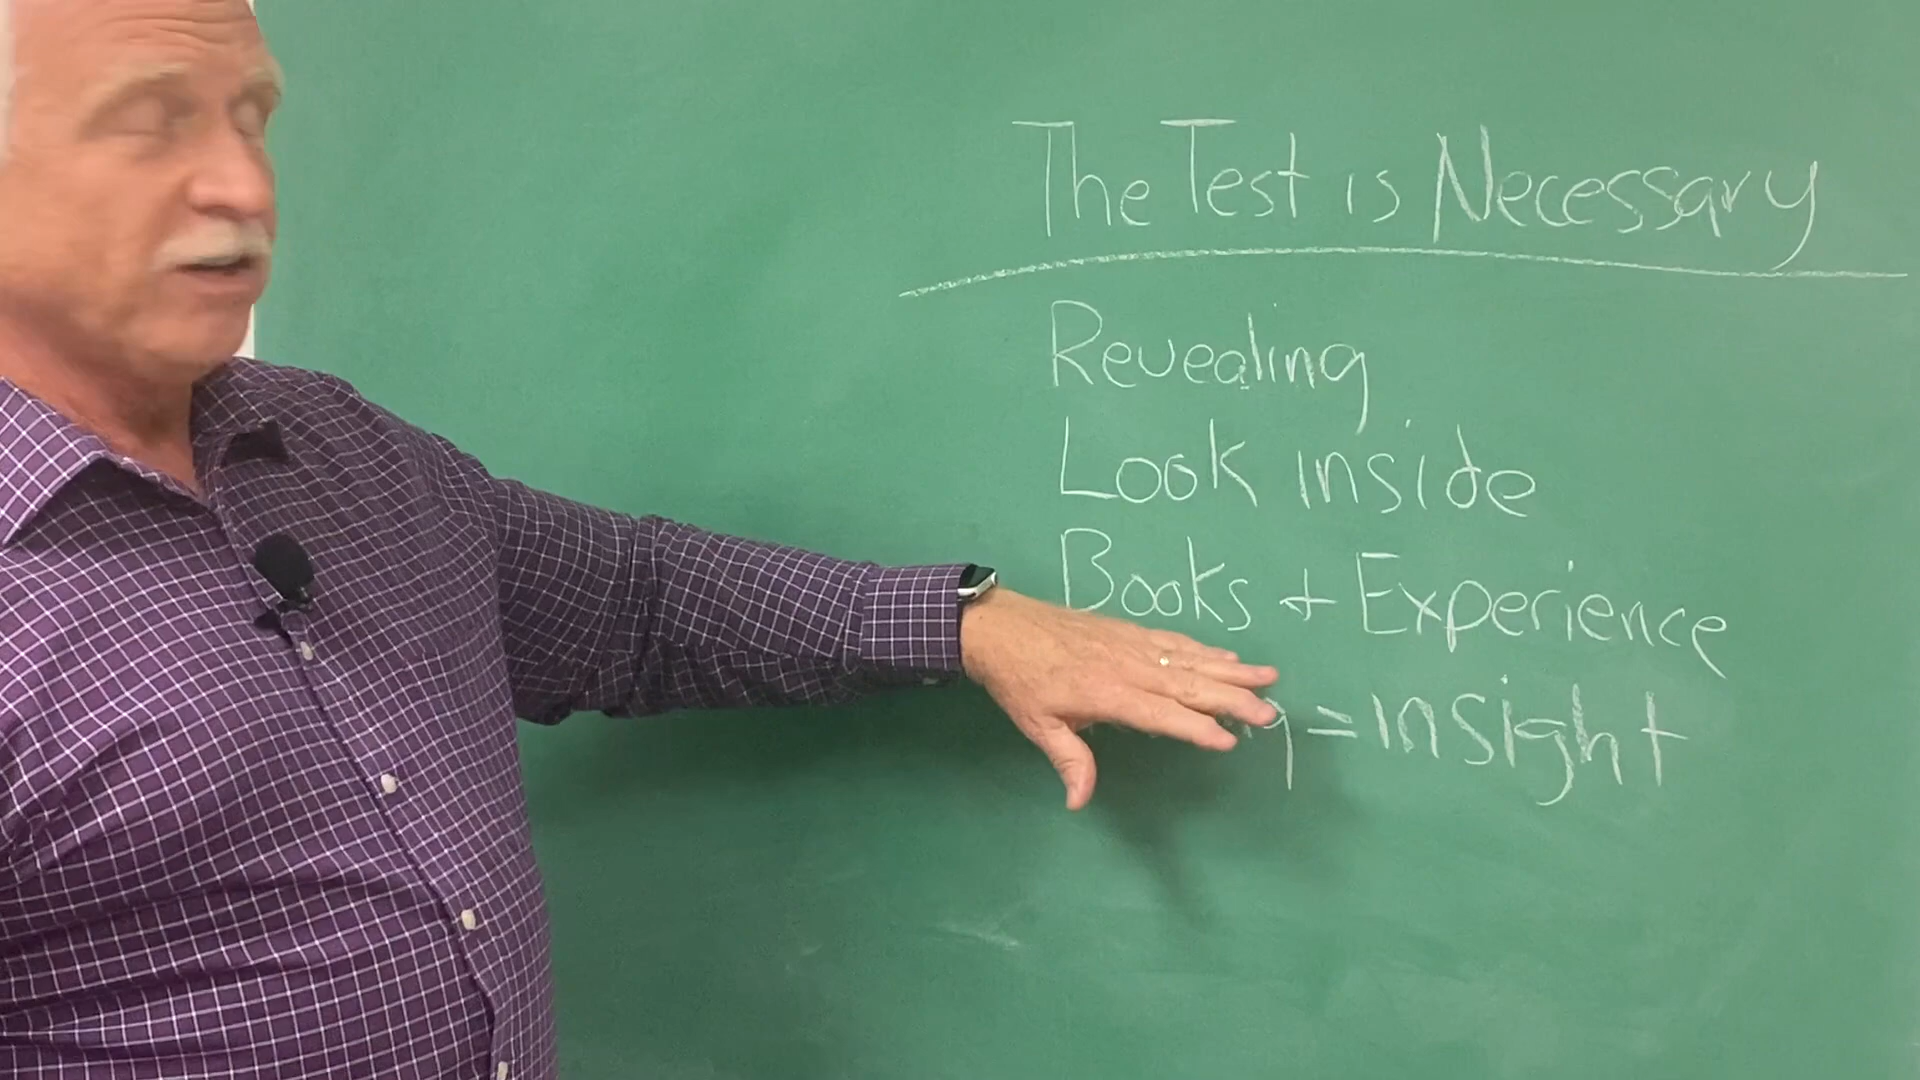 The Test is Necessary
Revealing
Look inside
Books + Experience
= insight